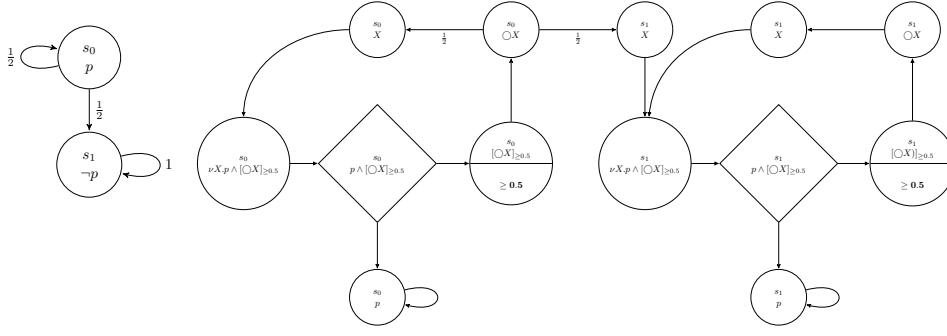 s₀
p
½
½
s₁
¬p
1
s₀
X
½
s₀
◯X
½
s₁
X
s₁
X
s₁
◯X
s₀
νX.p ∧ [◯X]≥0.5
s₀
p ∧ [◯X]≥0.5
s₀
[◯X]≥0.5
≥ 0.5
s₁
νX.p ∧ [◯X]≥0.5
s₁
p ∧ [◯X]≥0.5
s₁
[◯X)]≥0.5
≥ 0.5
s₀
p
s₁
p